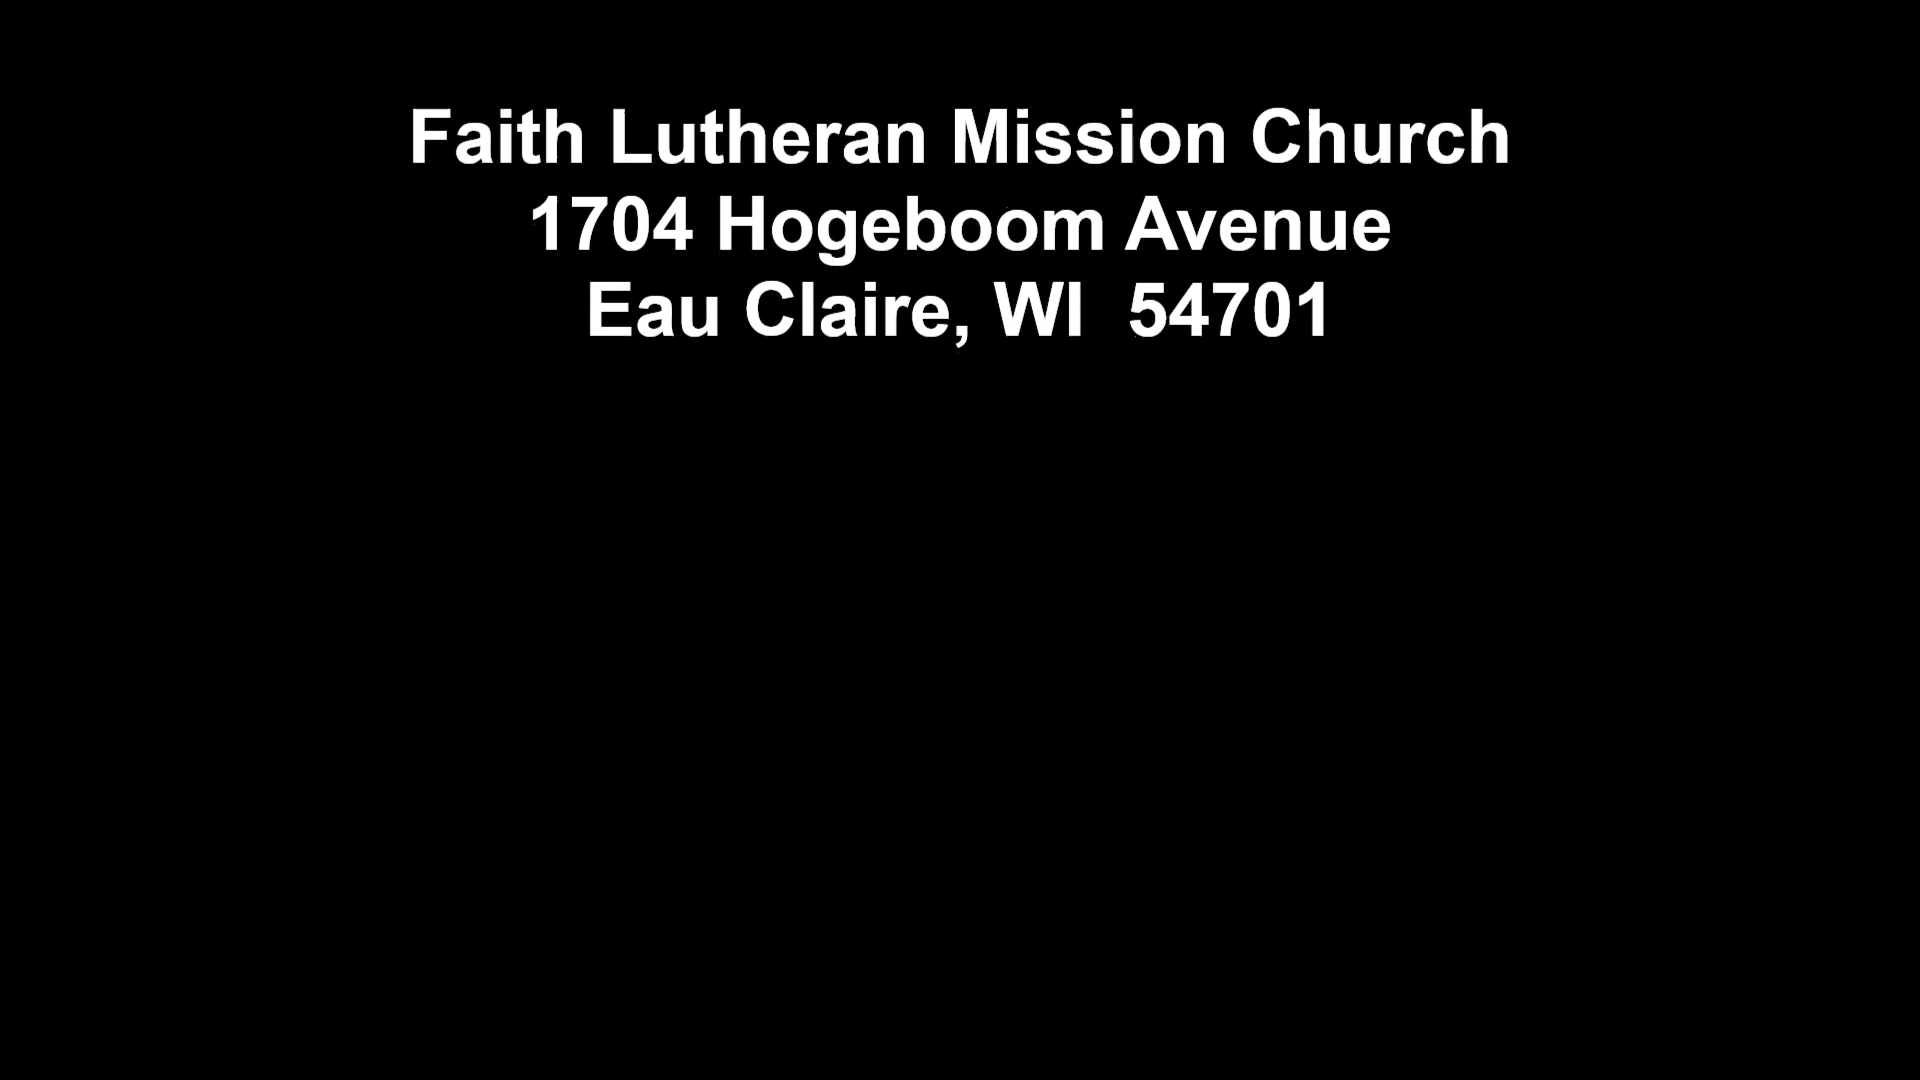 Faith Lutheran Mission Church
1704 Hogeboom Avenue
Eau Claire, WI  54701